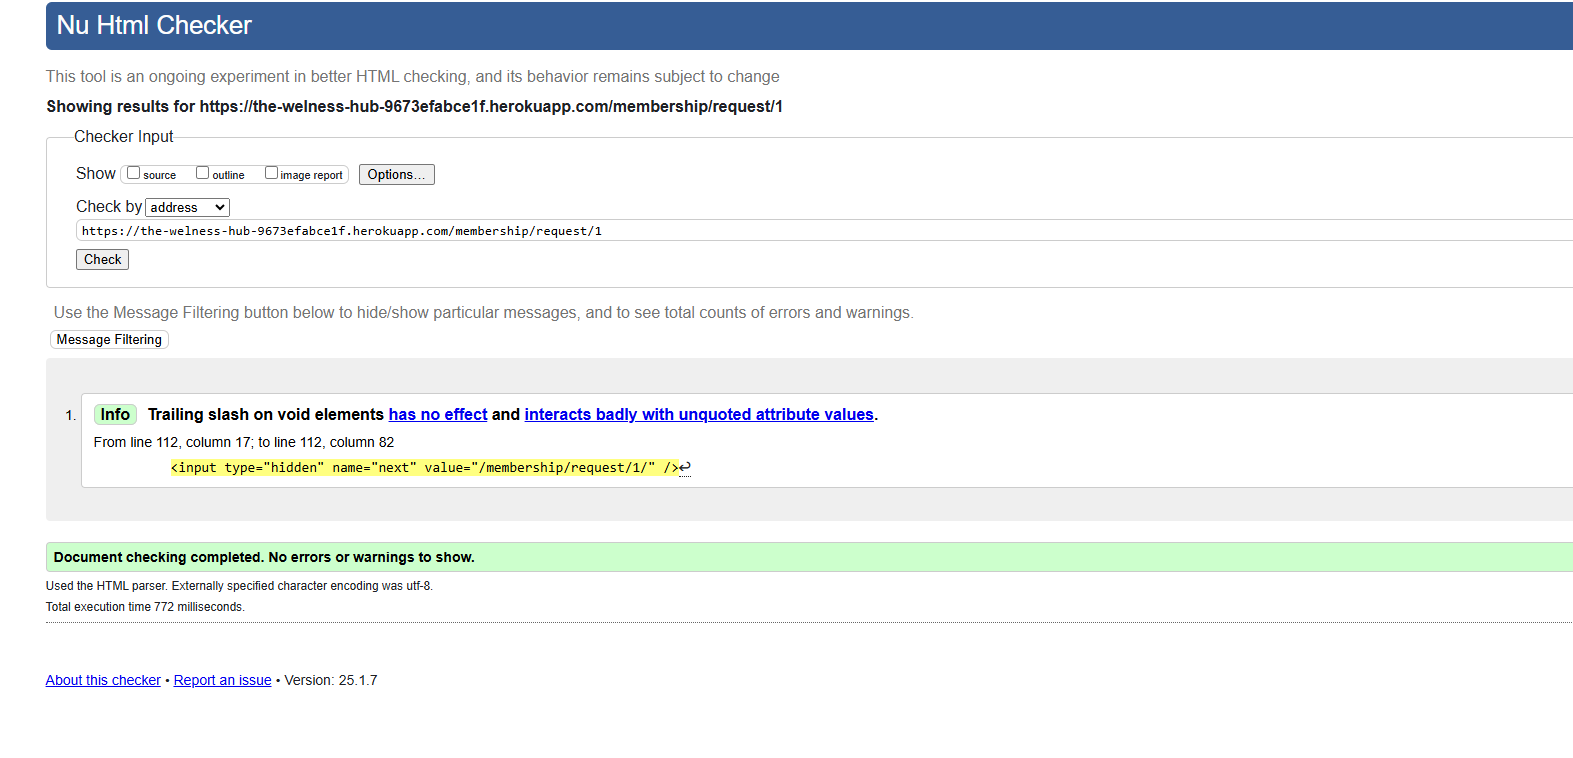 Nu Html Checker
This tool is an ongoing experiment in better HTML checking, and its behavior remains subject to change
Showing results for https://the-welness-hub-9673efabce1f.herokuapp.com/membership/request/1
Checker Input
Show source outline image report Options...
Check by address
https://the-welness-hub-9673efabce1f.herokuapp.com/membership/request/1
Check
Use the Message Filtering button below to hide/show particular messages, and to see total counts of errors and warnings.
Message Filtering
1. Info Trailing slash on void elements has no effect and interacts badly with unquoted attribute values.
From line 112, column 17; to line 112, column 82
<input type="hidden" name="next" value="/membership/request/1/" />↩
Document checking completed. No errors or warnings to show.
Used the HTML parser. Externally specified character encoding was utf-8.
Total execution time 772 milliseconds.
About this checker • Report an issue • Version: 25.1.7